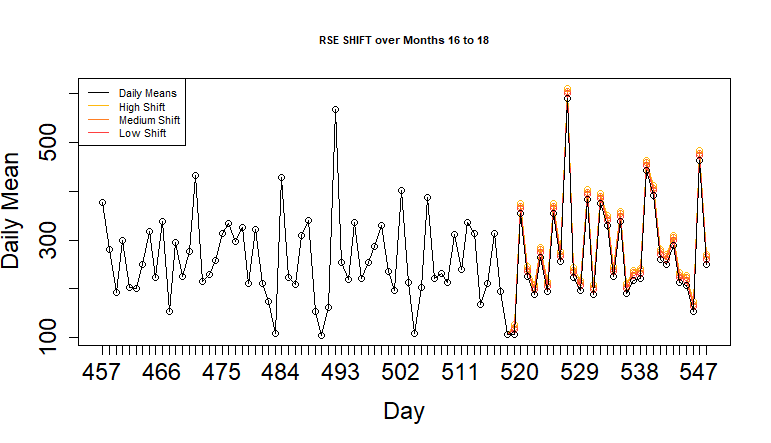 RSE SHIFT over Months 16 to 18
Daily Means
High Shift
Medium Shift
Low Shift
Daily Mean
500
300
100
457 466 475 484 493 502 511 520 529 538 547
Day